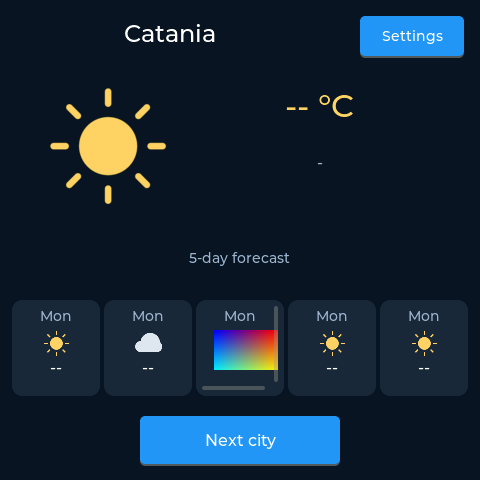 Catania
Settings
-- °C
-
5-day forecast
Mon
Mon
Mon
Mon
Mon
--
--
--
--
Next city